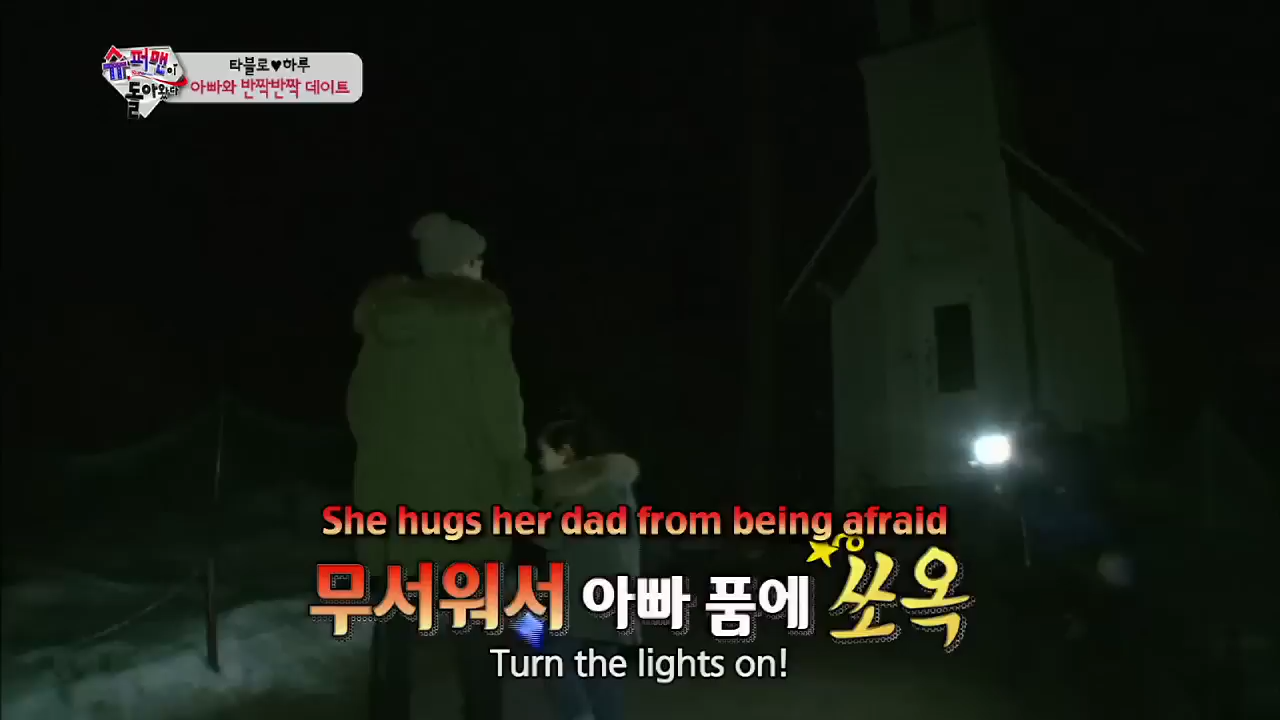 슈퍼맨이
돌아왔다
타블로♥하루
아빠와 반짝반짝 데이트
She hugs her dad from being afraid
무서워서 아빠 품에 쏘옥
Turn the lights on!